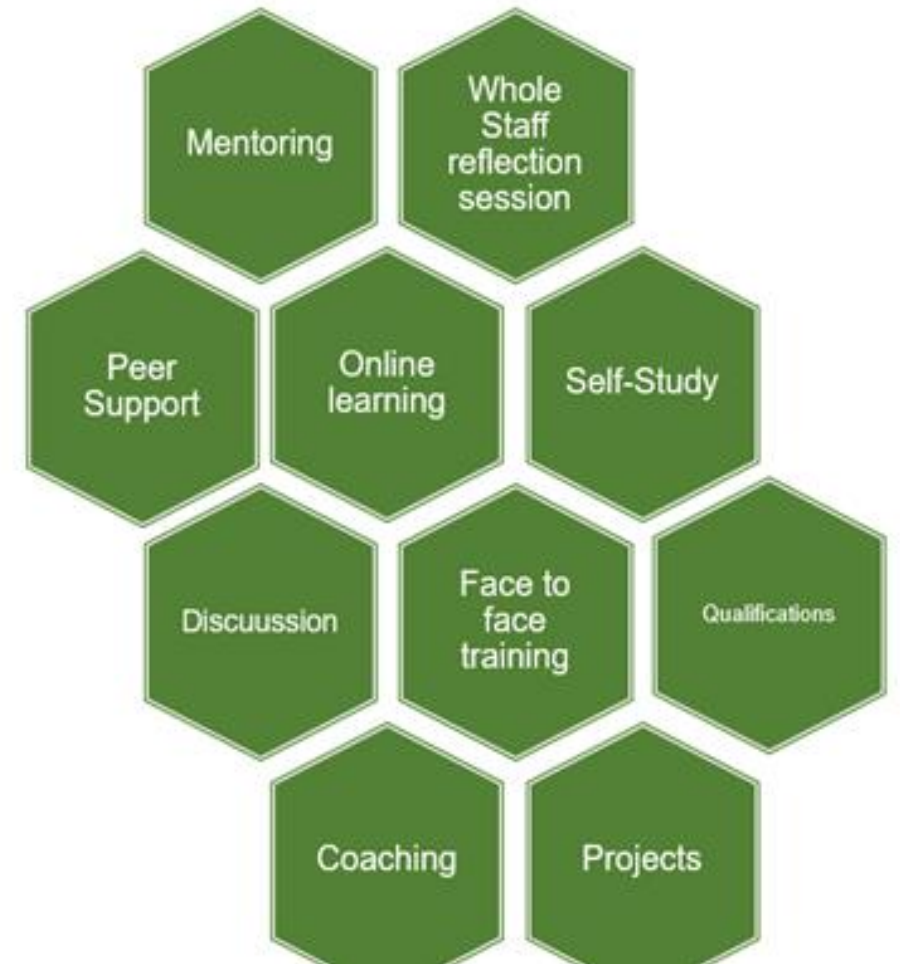 Mentoring
Whole
Staff
reflection
session
Peer
Support
Online
learning
Self-Study
Discuussion
Face to
face
training
Qualifications
Coaching
Projects